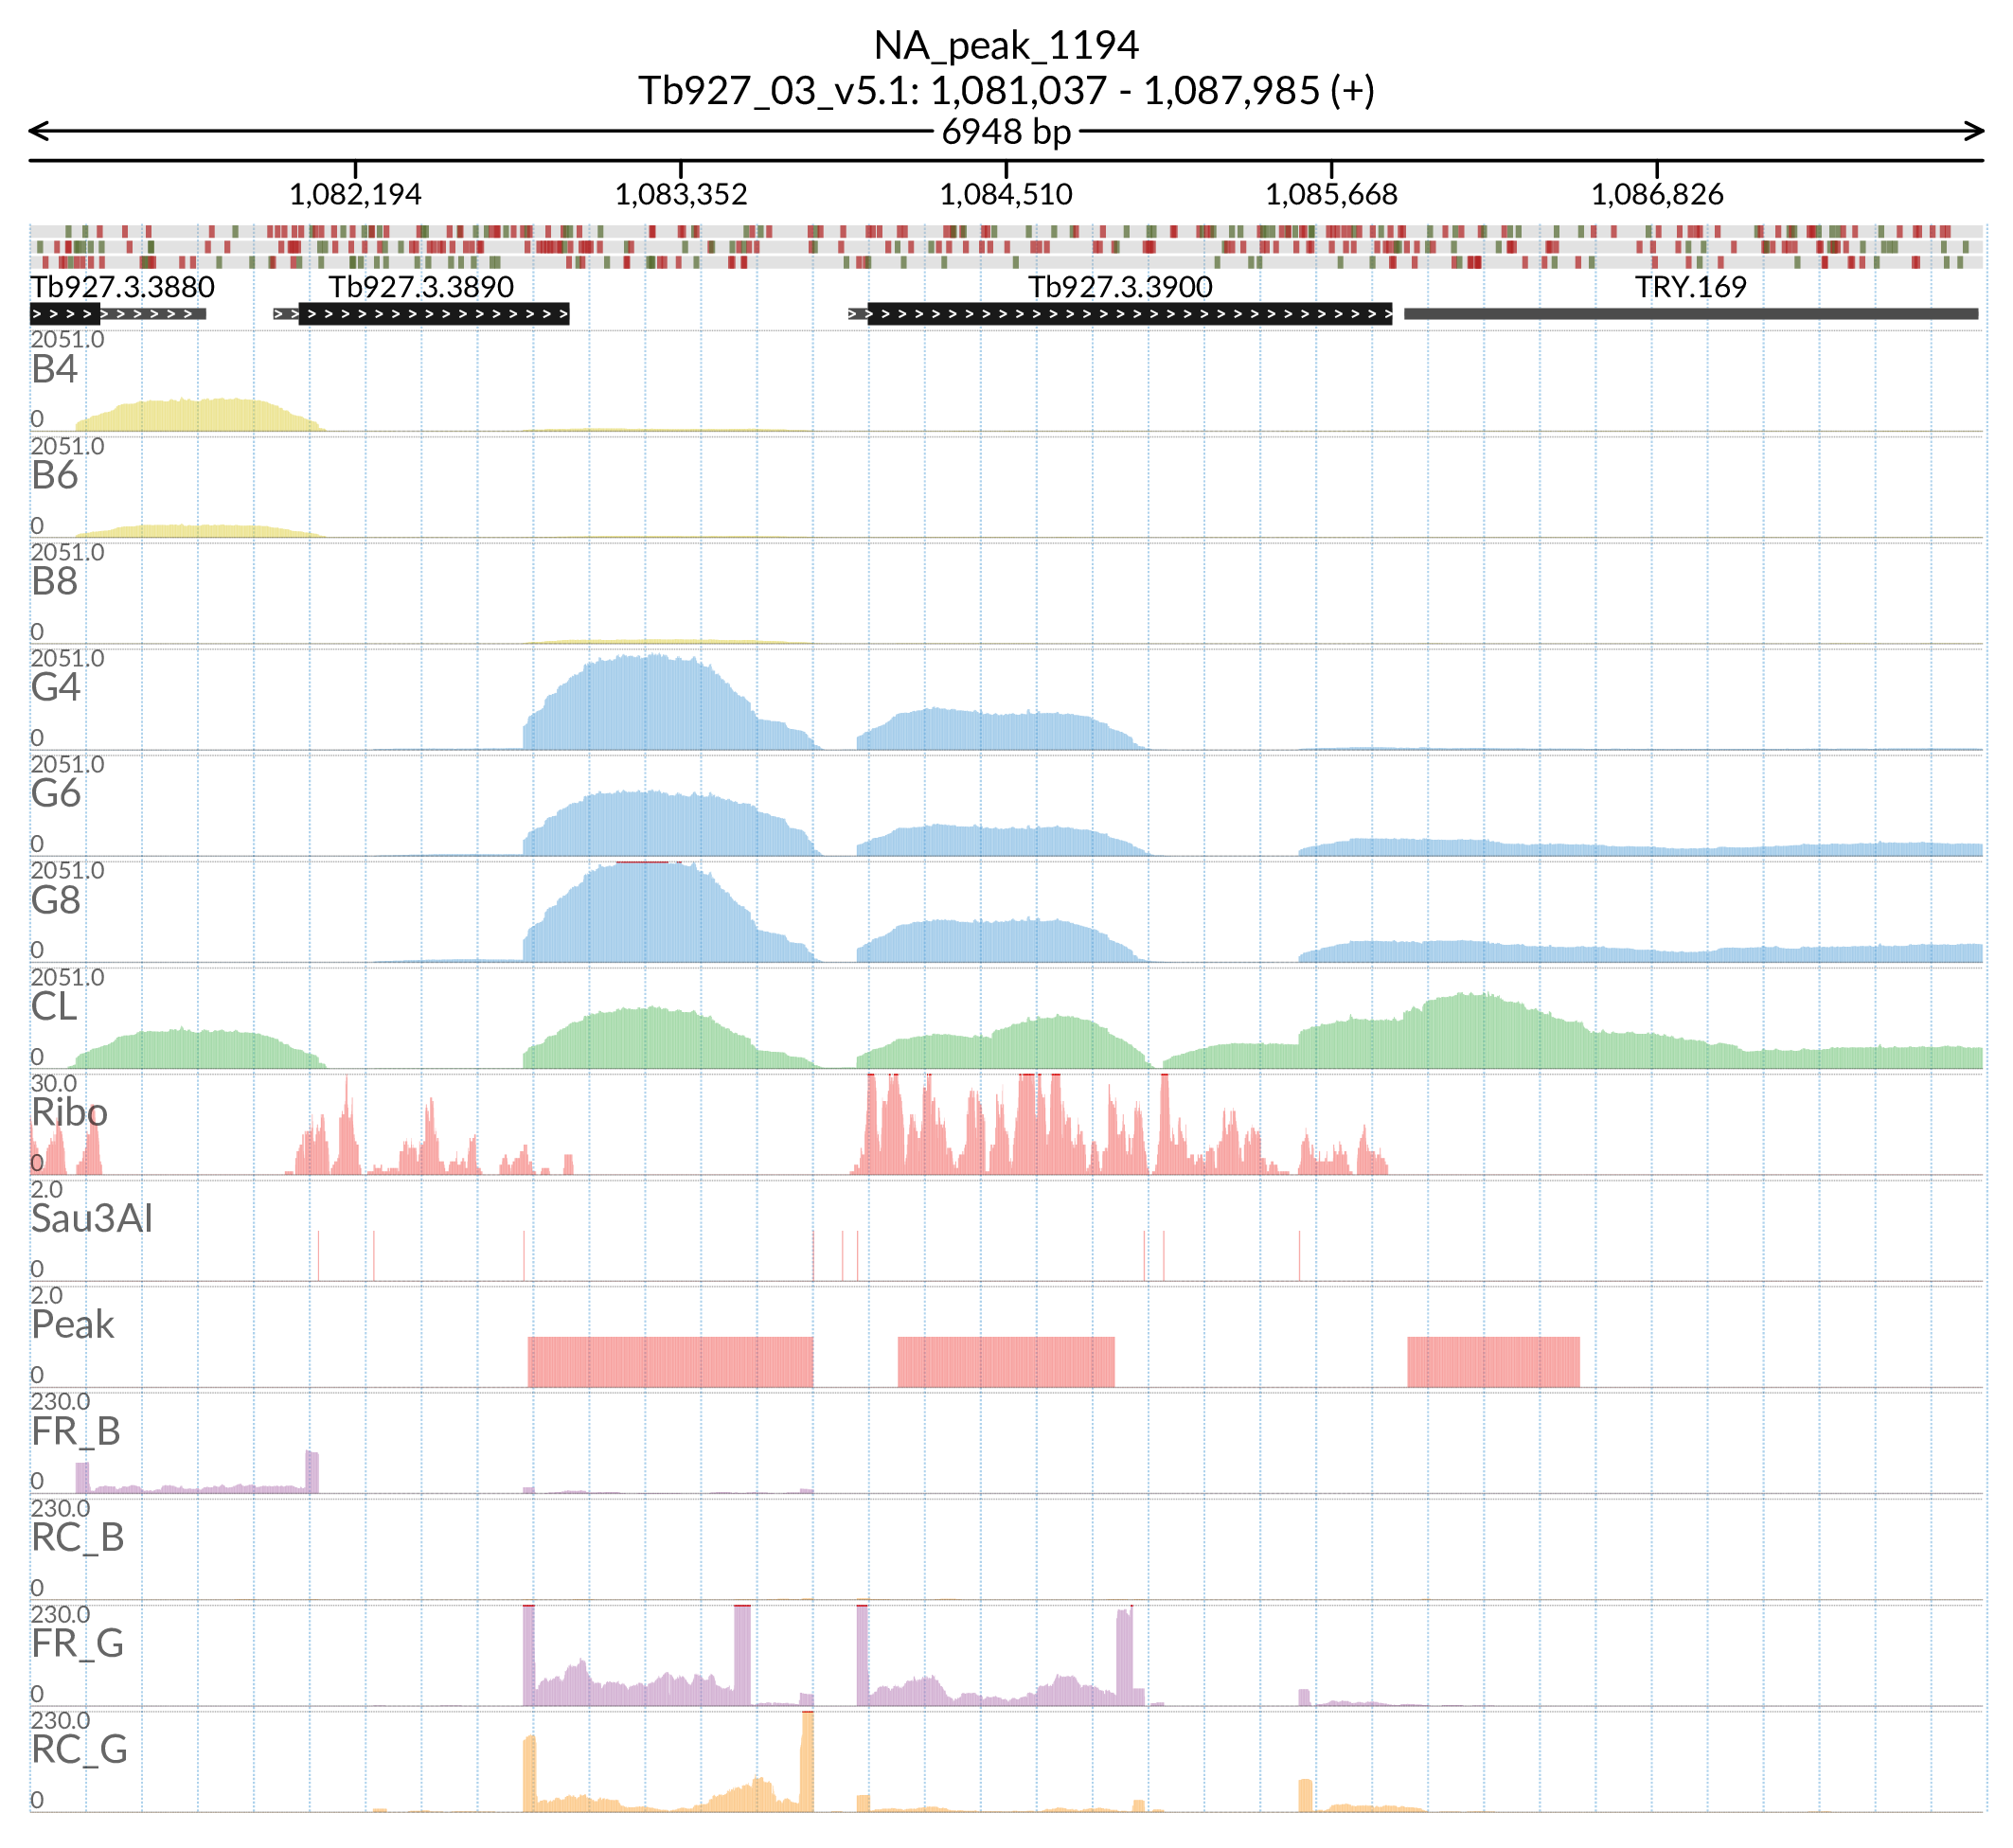 NA_peak_1194
Tb927_03_v5.1: 1,081,037 - 1,087,985 (+)
6948 bp
1,082,194 1,083,352 1,084,510 1,085,668 1,086,826
Tb927.3.3880 Tb927.3.3890 Tb927.3.3900 TRY.169
2051.0
B4
0
2051.0
B6
0
2051.0
B8
0
2051.0
G4
0
2051.0
G6
0
2051.0
G8
0
2051.0
CL
0
30.0
Ribo
0
2.0
Sau3AI
0
2.0
Peak
0
230.0
FR_B
0
230.0
RC_B
0
230.0
FR_G
0
230.0
RC_G
0